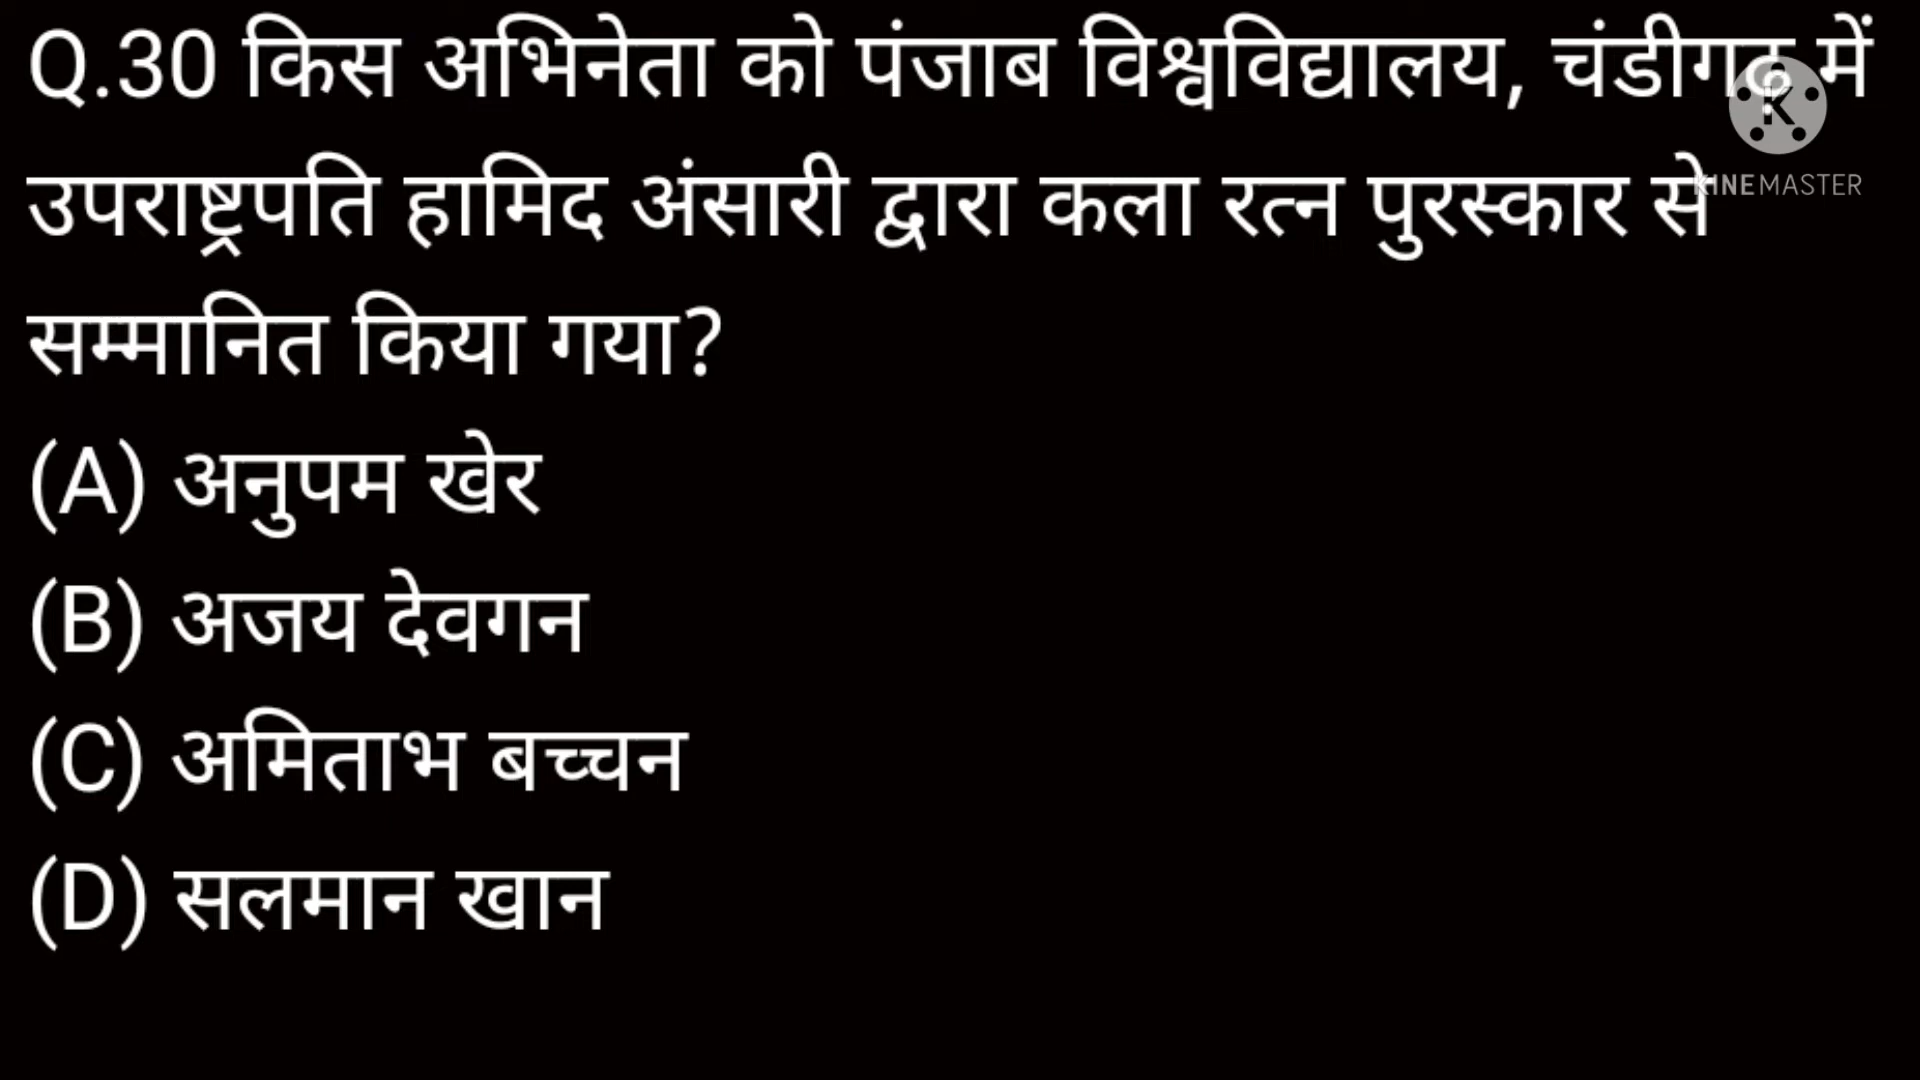 Q.30 किस अभिनेता को पंजाब विश्वविद्यालय, चंडीगढ़ में
उपराष्ट्रपति हामिद अंसारी द्वारा कला रत्न पुरस्कार से
सम्मानित किया गया?
(A) अनुपम खेर
(B) अजय देवगन
(C) अमिताभ बच्चन
(D) सलमान खान
K
KINEMASTER